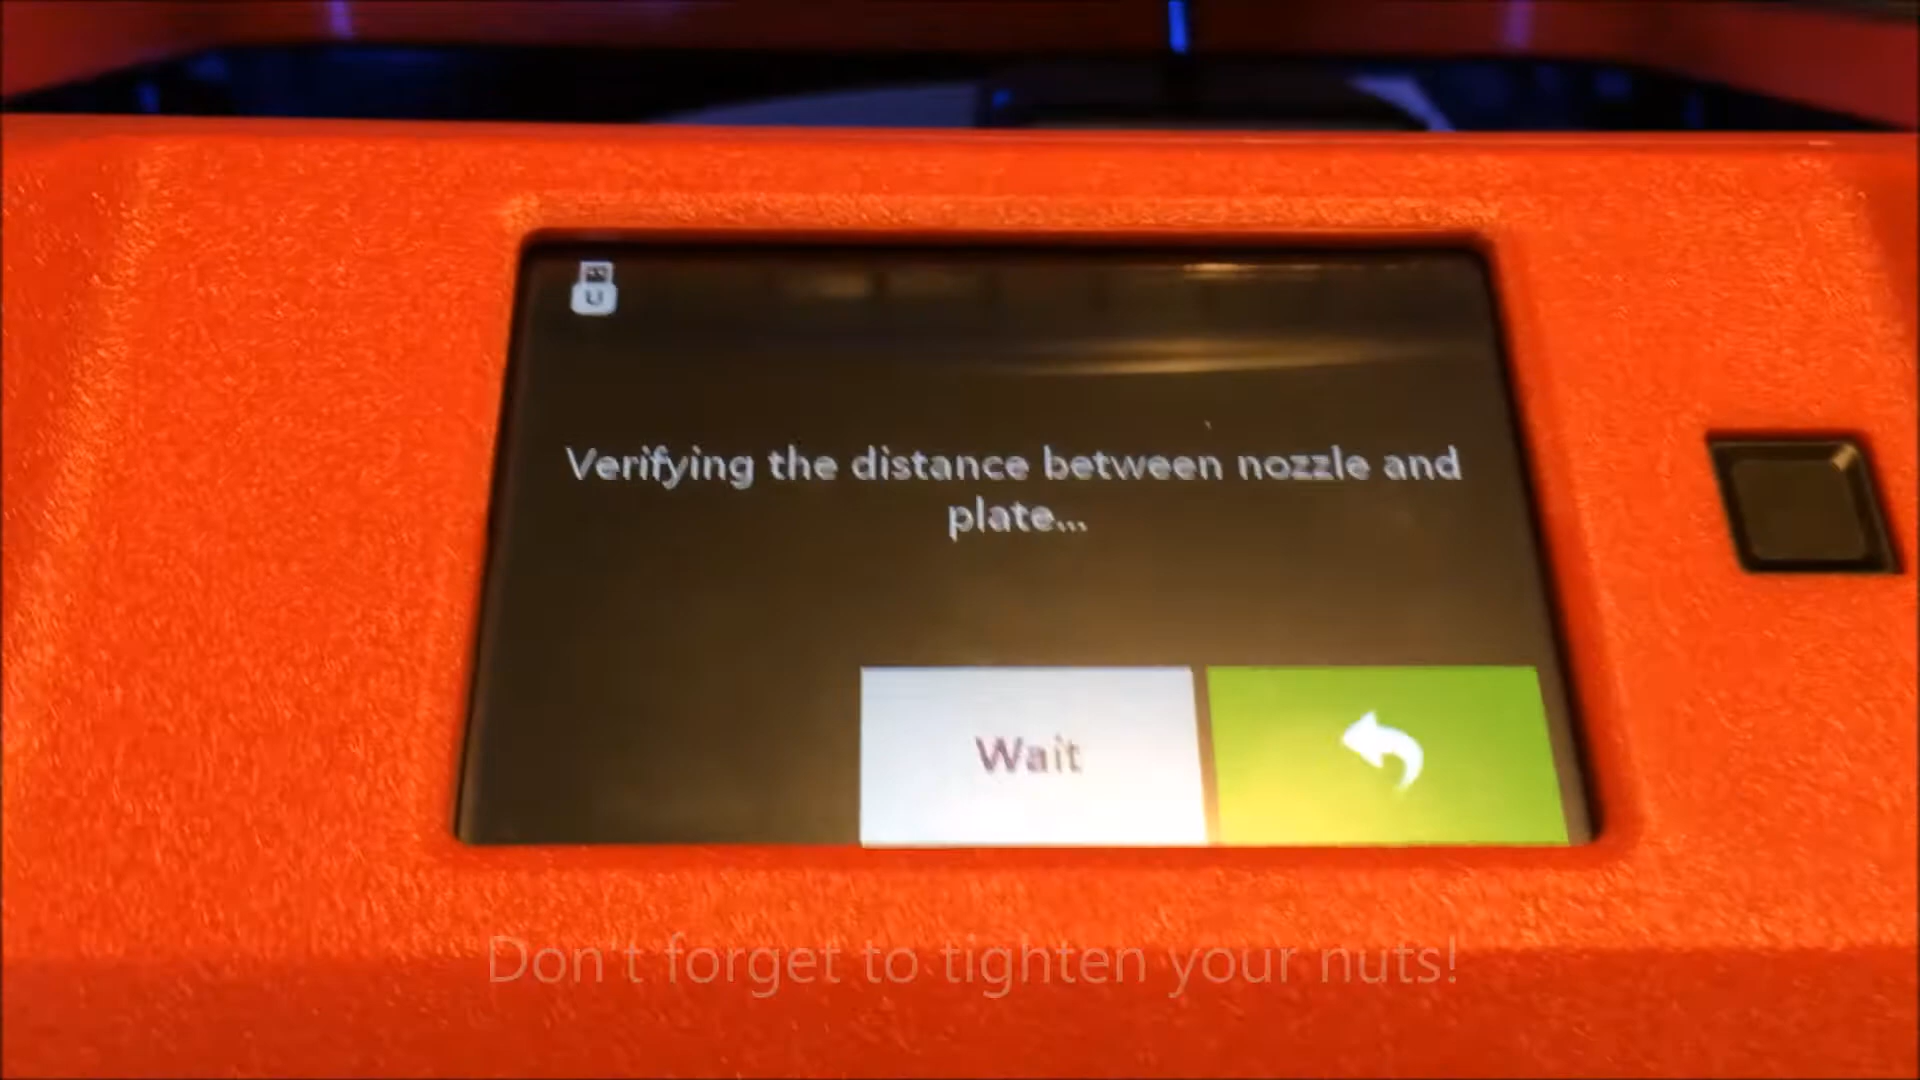 Verifying the distance between nozzle and
plate...
Wait
Don't forget to tighten your nuts!